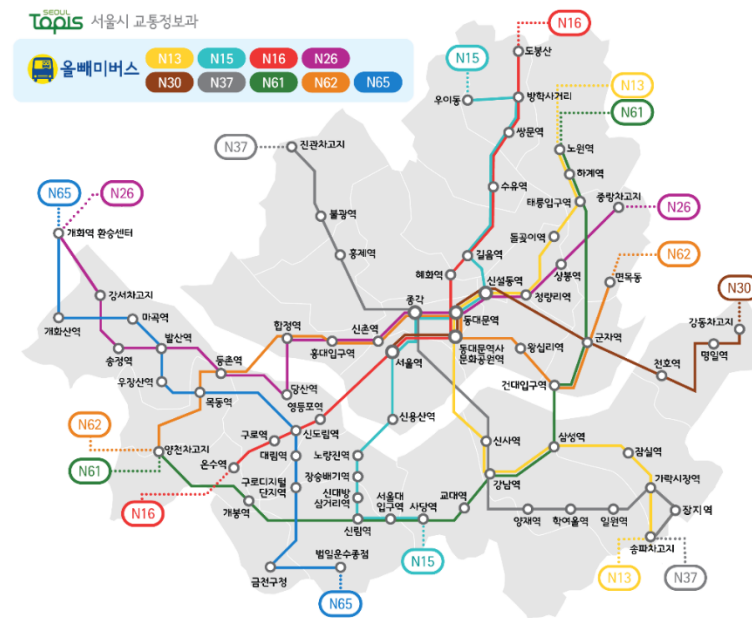 SEOUL
Topis 서울시 교통정보과
올빼미버스
N13 N15 N16 N26
N30 N37 N61 N62 N65
N16
도봉산
N15
우이동
방학사거리
N13
N61
쌍문역
노원역
하계역
N37
진관차고지
수유역
태릉입구역
중랑차고지
N26
N65
N26
불광역
돌곶이역
개화역 환승센터
홍제역
길음역
N62
혜화역
신설동역
상봉역
면목동
N30
강서차고지
종각
청량리역
개화산역
마곡역
합정역
신촌역
동대문역
강동차고지
송정역
발산역
홍대입구역
서울역
동대문역사
문화공원역
왕십리역
군자역
명일역
우장산역
등촌역
당산역
천호역
목동역
영등포역
건대입구역
N62
양천차고지
구로역
신도림역
신용산역
신사역
삼성역
N61
온수역
대림역
노량진역
잠실역
구로디지털
단지역
장승배기역
강남역
가락시장역
N16
개봉역
신대방
삼거리역
서울대
입구역
교대역
신림역
사당역
양재역
학여울역
일원역
장지역
범일운수종점
N15
송파차고지
금천구청
N65
N13
N37